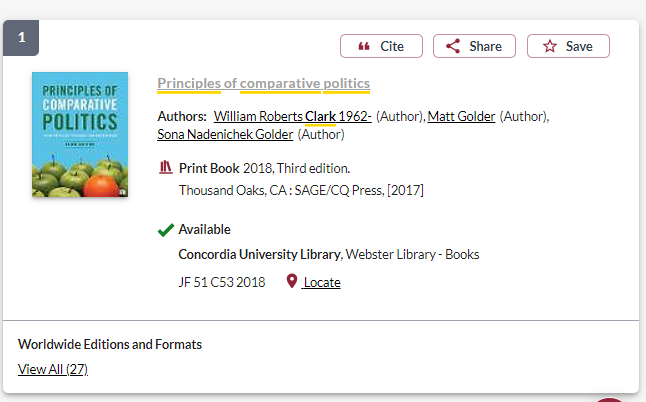 1
Cite
Share
Save
PRINCIPLES OF
COMPARATIVE
POLITICS
Principles of comparative politics
Authors: William Roberts Clark 1962- (Author), Matt Golder (Author),
Sona Nadenichek Golder (Author)
Print Book 2018, Third edition.
Thousand Oaks, CA : SAGE/CQ Press, [2017]
Available
Concordia University Library, Webster Library - Books
JF 51 C53 2018
Locate
Worldwide Editions and Formats
View All (27)